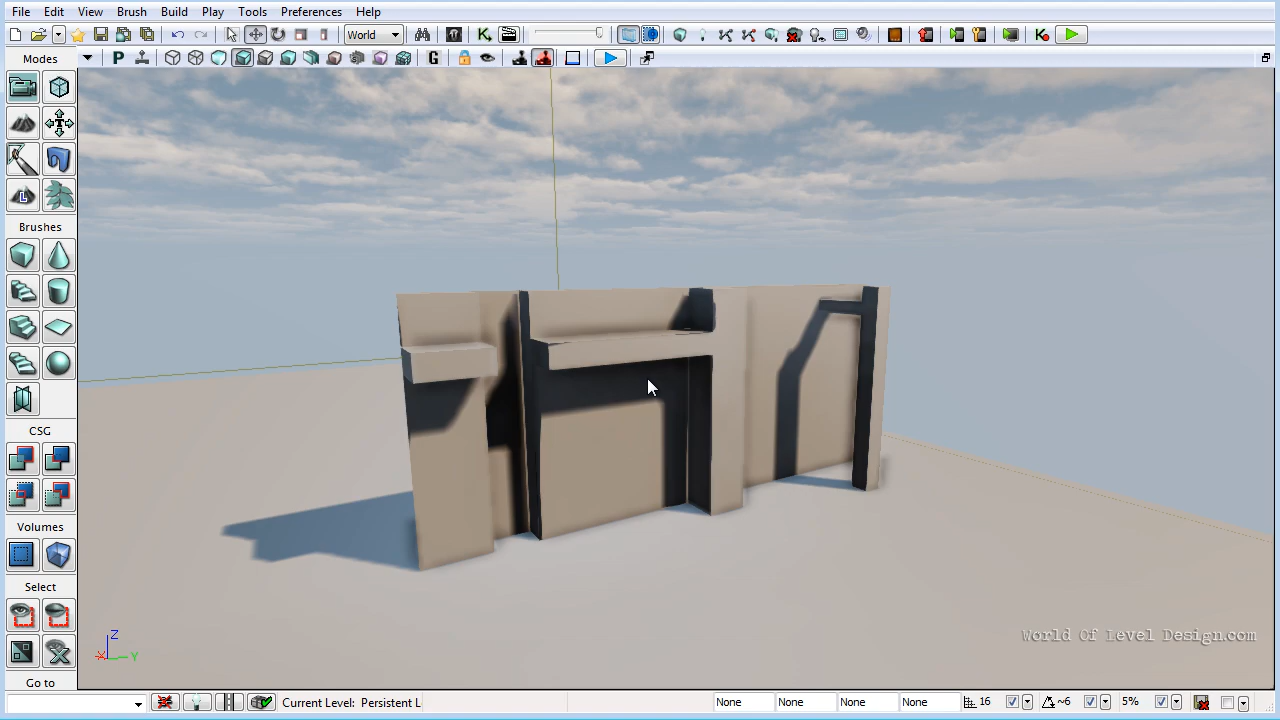 File Edit View Brush Build Play Tools Preferences Help
World
Modes
P G
L
Brushes
CSG
Volumes
Select
Go to
Z
X Y
World Of Level Design.com
Current Level: Persistent L
None None None None 16 ~6 5%